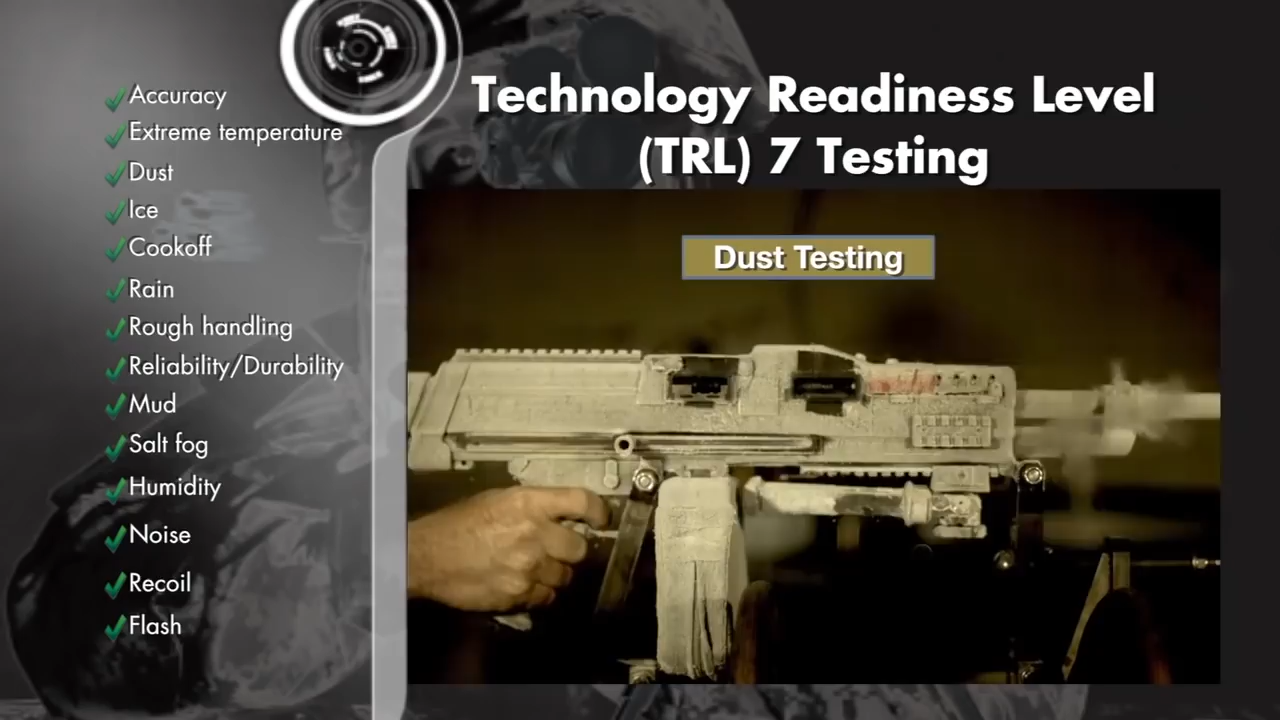 Technology Readiness Level
(TRL) 7 Testing
Accuracy
Extreme temperature
Dust
Ice
Cookoff
Rain
Rough handling
Reliability/Durability
Mud
Salt fog
Humidity
Noise
Recoil
Flash
Dust Testing